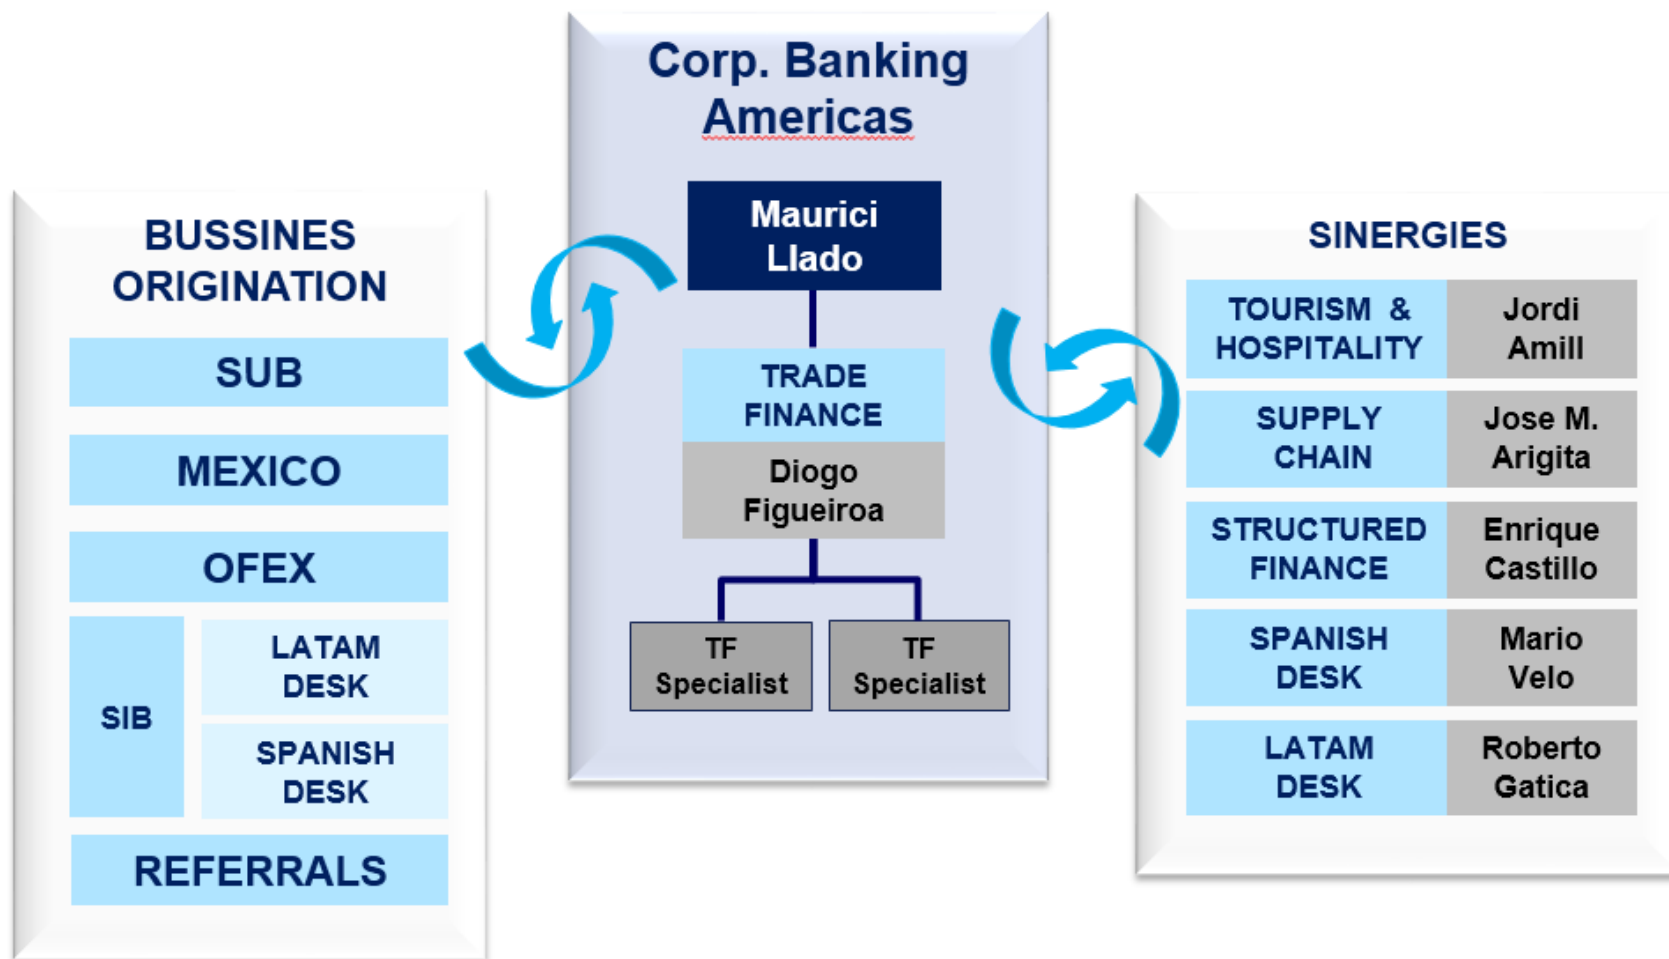 BUSSINES
ORIGINATION
SUB
MEXICO
OFEX
SIB
LATAM
DESK
SPANISH
DESK
REFERRALS
Corp. Banking
Americas
Maurici
Llado
TRADE
FINANCE
Diogo
Figueiroa
TF
Specialist
TF
Specialist
SINERGIES
TOURISM &
HOSPITALITY
Jordi
Amill
SUPPLY
CHAIN
Jose M.
Arigita
STRUCTURED
FINANCE
Enrique
Castillo
SPANISH
DESK
Mario
Velo
LATAM
DESK
Roberto
Gatica